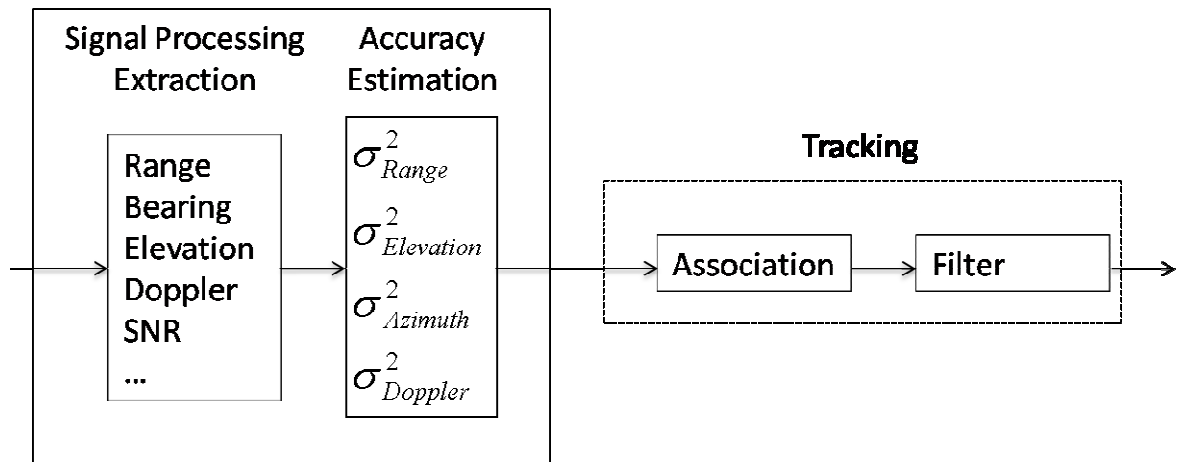 Signal Processing
Extraction
Accuracy
Estimation
Range
Bearing
Elevation
Doppler
SNR
...
σ²Range
σ²Elevation
σ²Azimuth
σ²Doppler
Tracking
Association
Filter